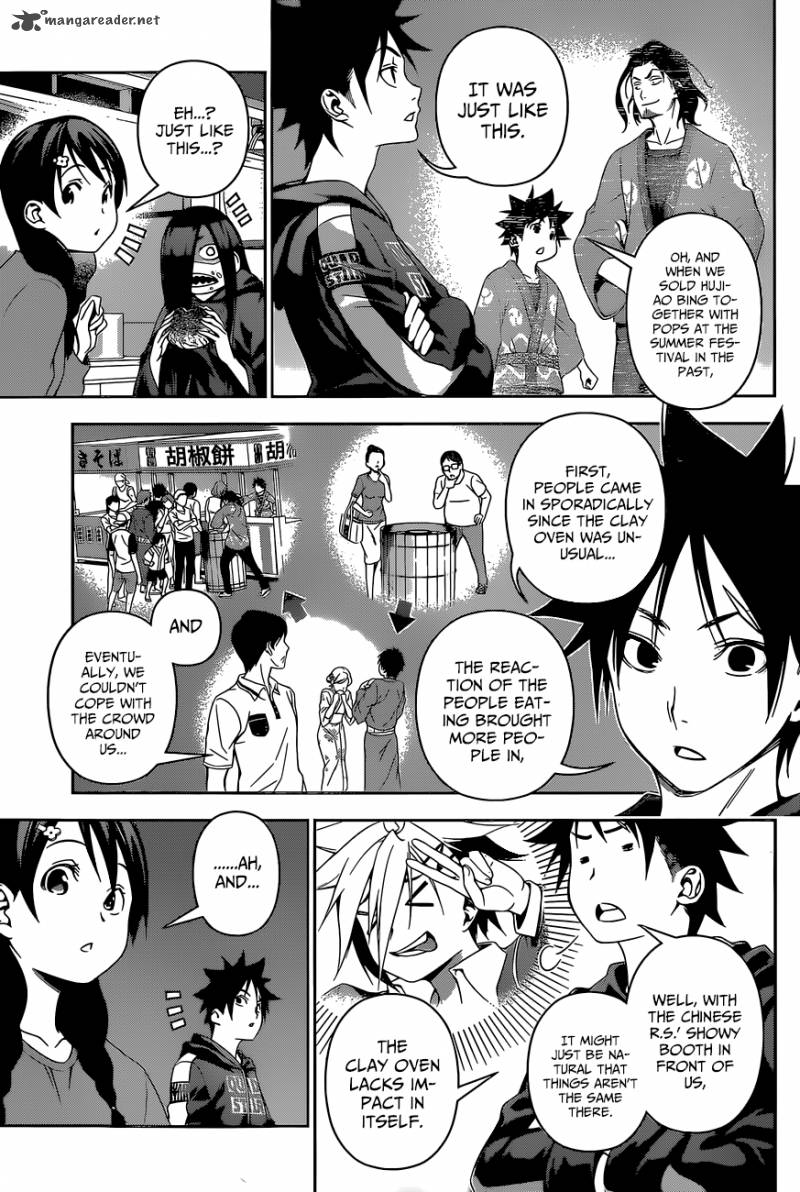 mangareader.net
IT WAS
JUST LIKE
THIS.
OH, AND
WHEN WE
SOLD HUJI-
AO BING TO-
GETHER WITH
POPS AT THE
SUMMER FES-
TIVAL IN THE
PAST,
EH...?
JUST LIKE
THIS...?
FIRST,
PEOPLE CAME
IN SPORADICALLY
SINCE THE CLAY
OVEN WAS UN-
USUAL...
THE REAC-
TION OF THE
PEOPLE EAT-
ING BROUGHT
MORE PEO-
PLE IN,
きそば
胡椒餅
胡
AND
EVENTU-
ALLY, WE
COULDN'T
COPE WITH
THE CROWD
AROUND
US...
WELL, WITH
THE CHINESE
R.S.' SHOWY
BOOTH IN
FRONT OF
US,
IT MIGHT
JUST BE NA-
TURAL THAT
THINGS AREN'T
THE SAME
THERE.
THE
CLAY OVEN
LACKS IM-
PACT IN
ITSELF.
......AH,
AND...